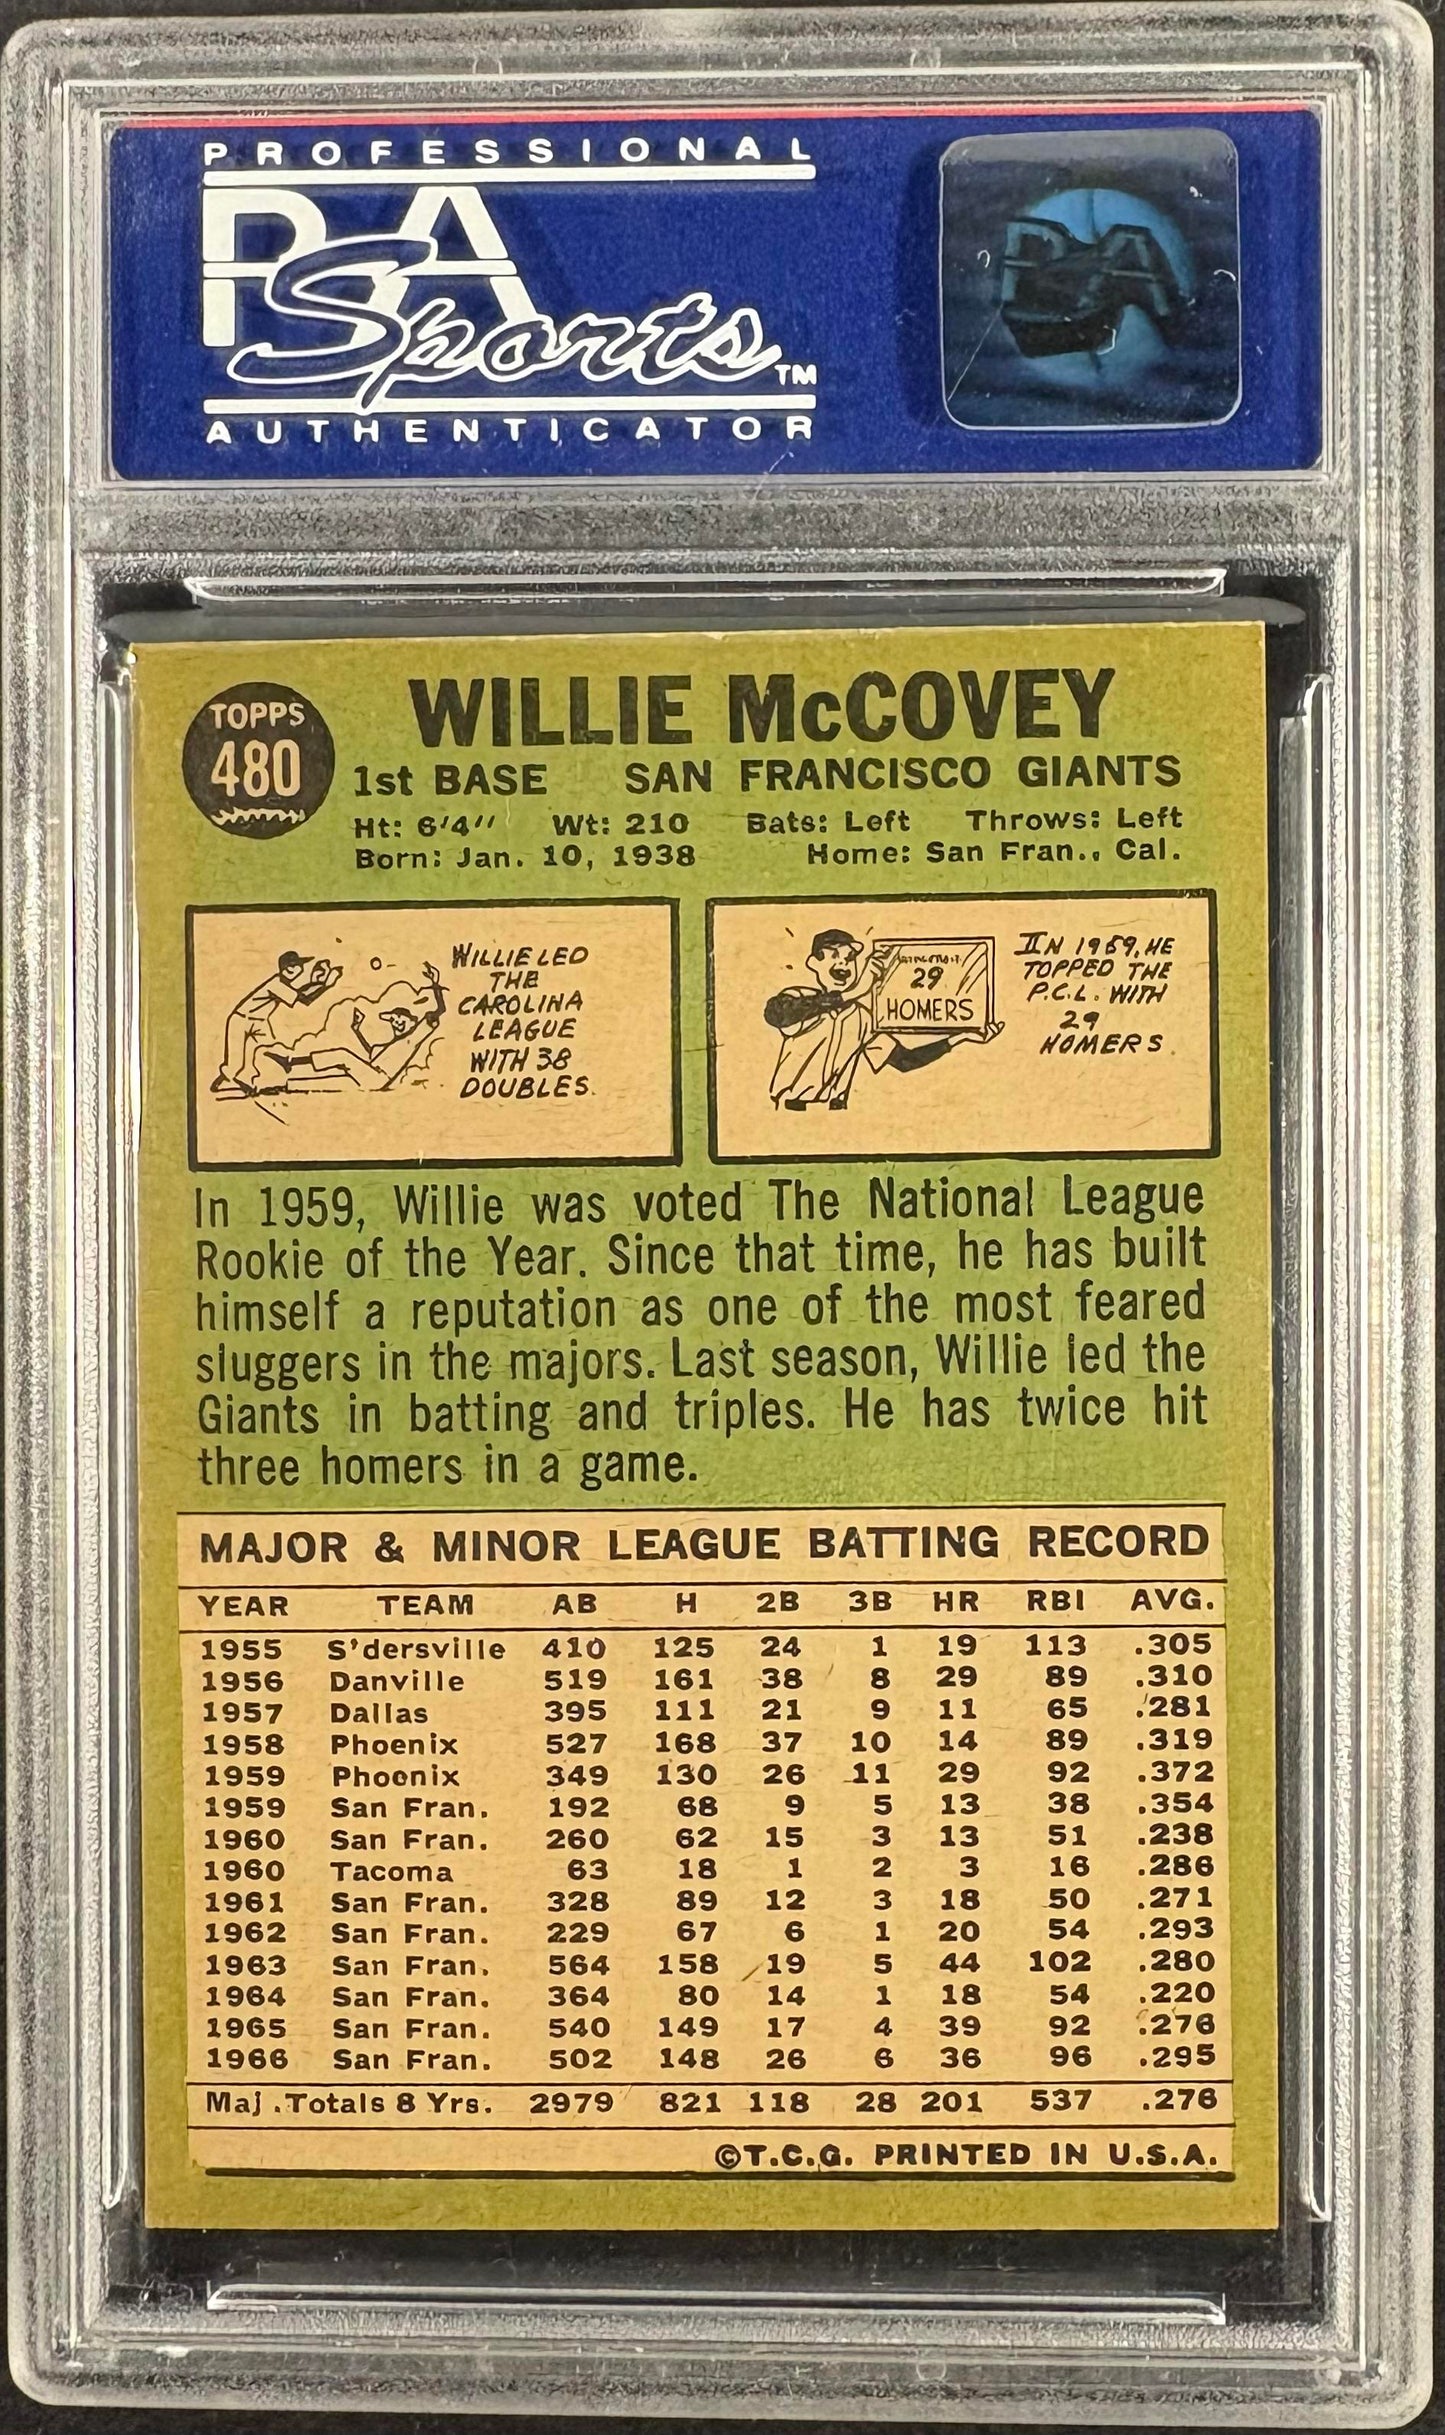 PROFESSIONAL
PSA
Sports™
AUTHENTICATOR
PSA
TOPPS
480
WILLIE McCOVEY
1st BASE SAN FRANCISCO GIANTS
Ht: 6'4" Wt: 210 Bats: Left Throws: Left
Born: Jan. 10, 1938 Home: San Fran., Cal.
WILLIE LED
THE
CAROLINA
LEAGUE
WITH 38
DOUBLES.
29
HOMERS
IN 1959, HE
TOPPED THE
P.C.L. WITH
29
HOMERS.
In 1959, Willie was voted The National League
Rookie of the Year. Since that time, he has built
himself a reputation as one of the most feared
sluggers in the majors. Last season, Willie led the
Giants in batting and triples. He has twice hit
three homers in a game.
MAJOR & MINOR LEAGUE BATTING RECORD
YEAR TEAM AB H 2B 3B HR RBI AVG.
1955 S'dersville 410 125 24 1 19 113 .305
1956 Danville 519 161 38 8 29 89 .310
1957 Dallas 395 111 21 9 11 65 .281
1958 Phoenix 527 168 37 10 14 89 .319
1959 Phoenix 349 130 26 11 29 92 .372
1959 San Fran. 192 68 9 5 13 38 .354
1960 San Fran. 260 62 15 3 13 51 .238
1960 Tacoma 63 18 1 2 3 16 .286
1961 San Fran. 328 89 12 3 18 50 .271
1962 San Fran. 229 67 6 1 20 54 .293
1963 San Fran. 564 158 19 5 44 102 .280
1964 San Fran. 364 80 14 1 18 54 .220
1965 San Fran. 540 149 17 4 39 92 .276
1966 San Fran. 502 148 26 6 36 96 .295
Maj. Totals 8 Yrs. 2979 821 118 28 201 537 .276
©T.C.G. PRINTED IN U.S.A.